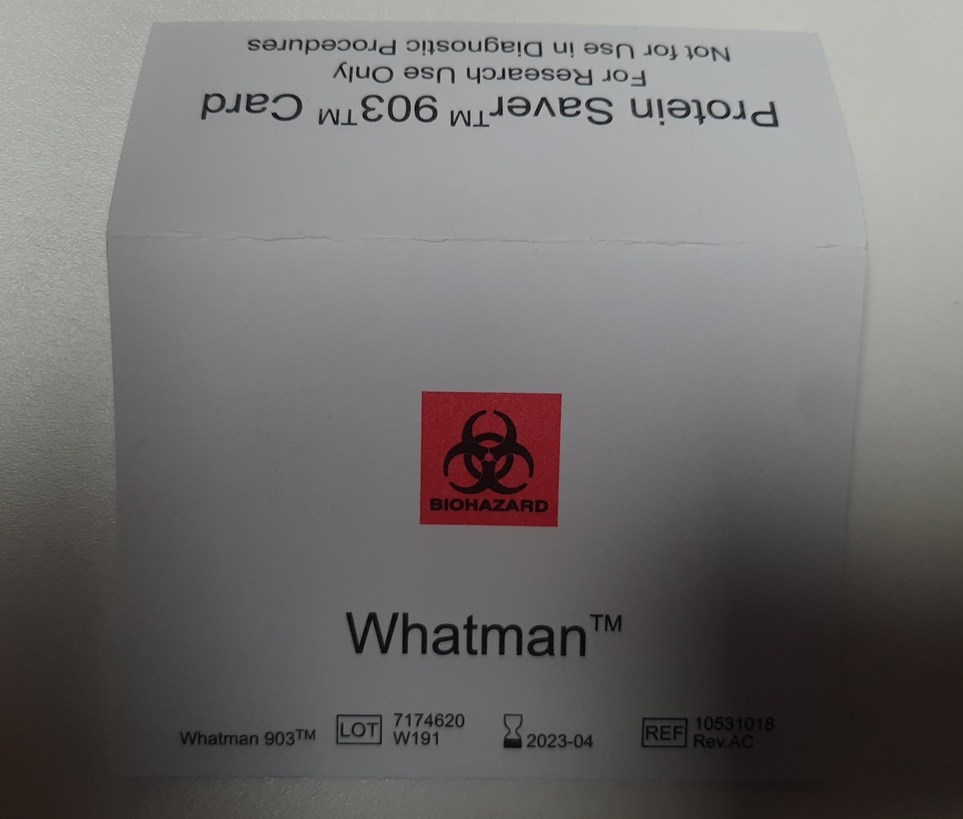 Protein Saver™ 903™ Card
For Research Use Only
Not for Use in Diagnostic Procedures
BIOHAZARD
Whatman™
Whatman 903™
LOT 7174620
W191
2023-04
REF 10531018
Rev.AC